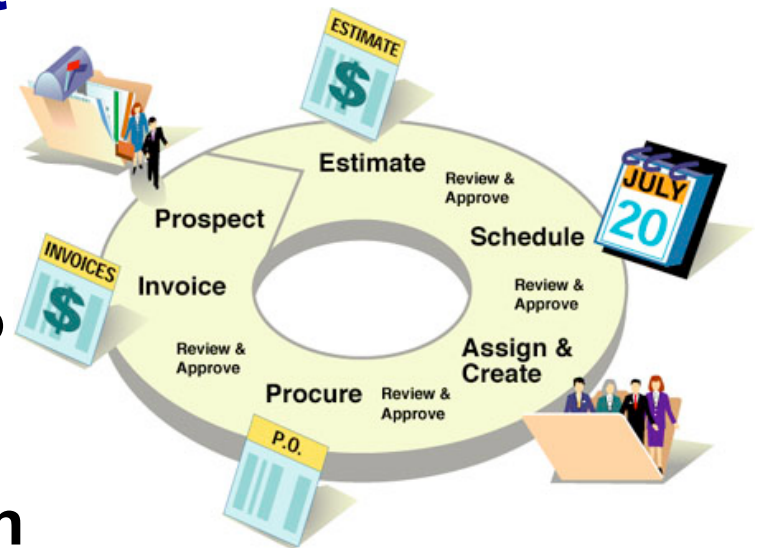 ESTIMATE
$
Estimate
Review &
Approve
JULY
20
Schedule
Prospect
INVOICES
$
Invoice
Review &
Approve
Assign &
Create
Review &
Approve
Procure
Review &
Approve
P.O.